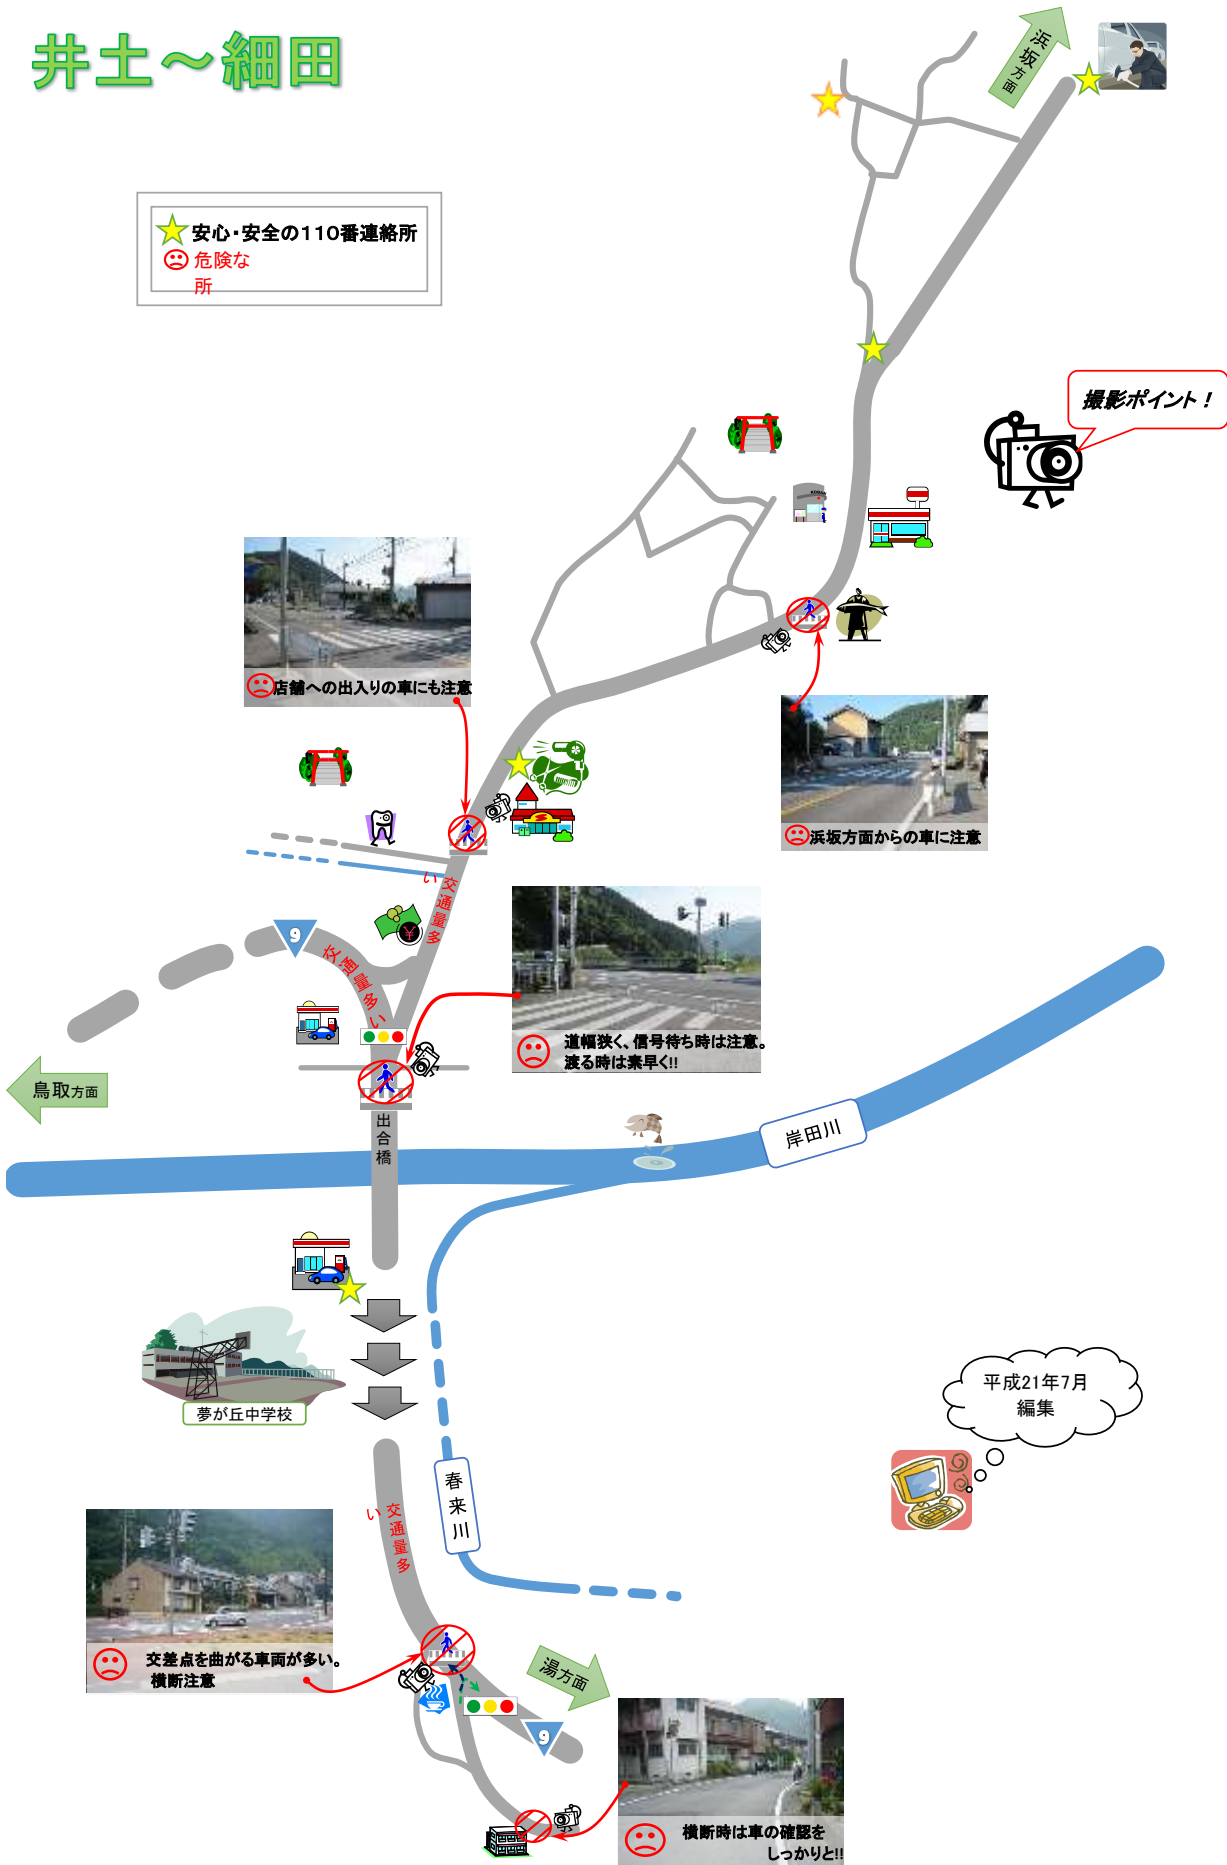 井土～細田
浜坂方面
安心・安全の110番連絡所
危険な
所
撮影ポイント！
店舗への出入りの車にも注意
浜坂方面からの車に注意
交通量多
い
9
交通量多い
道幅狭く、信号待ち時は注意。
渡る時は素早く!!
鳥取方面
出合橋
岸田川
夢が丘中学校
平成21年7月
編集
春来川
交通量多
い
交差点を曲がる車両が多い。
横断注意
湯方面
9
横断時は車の確認を
しっかりと!!